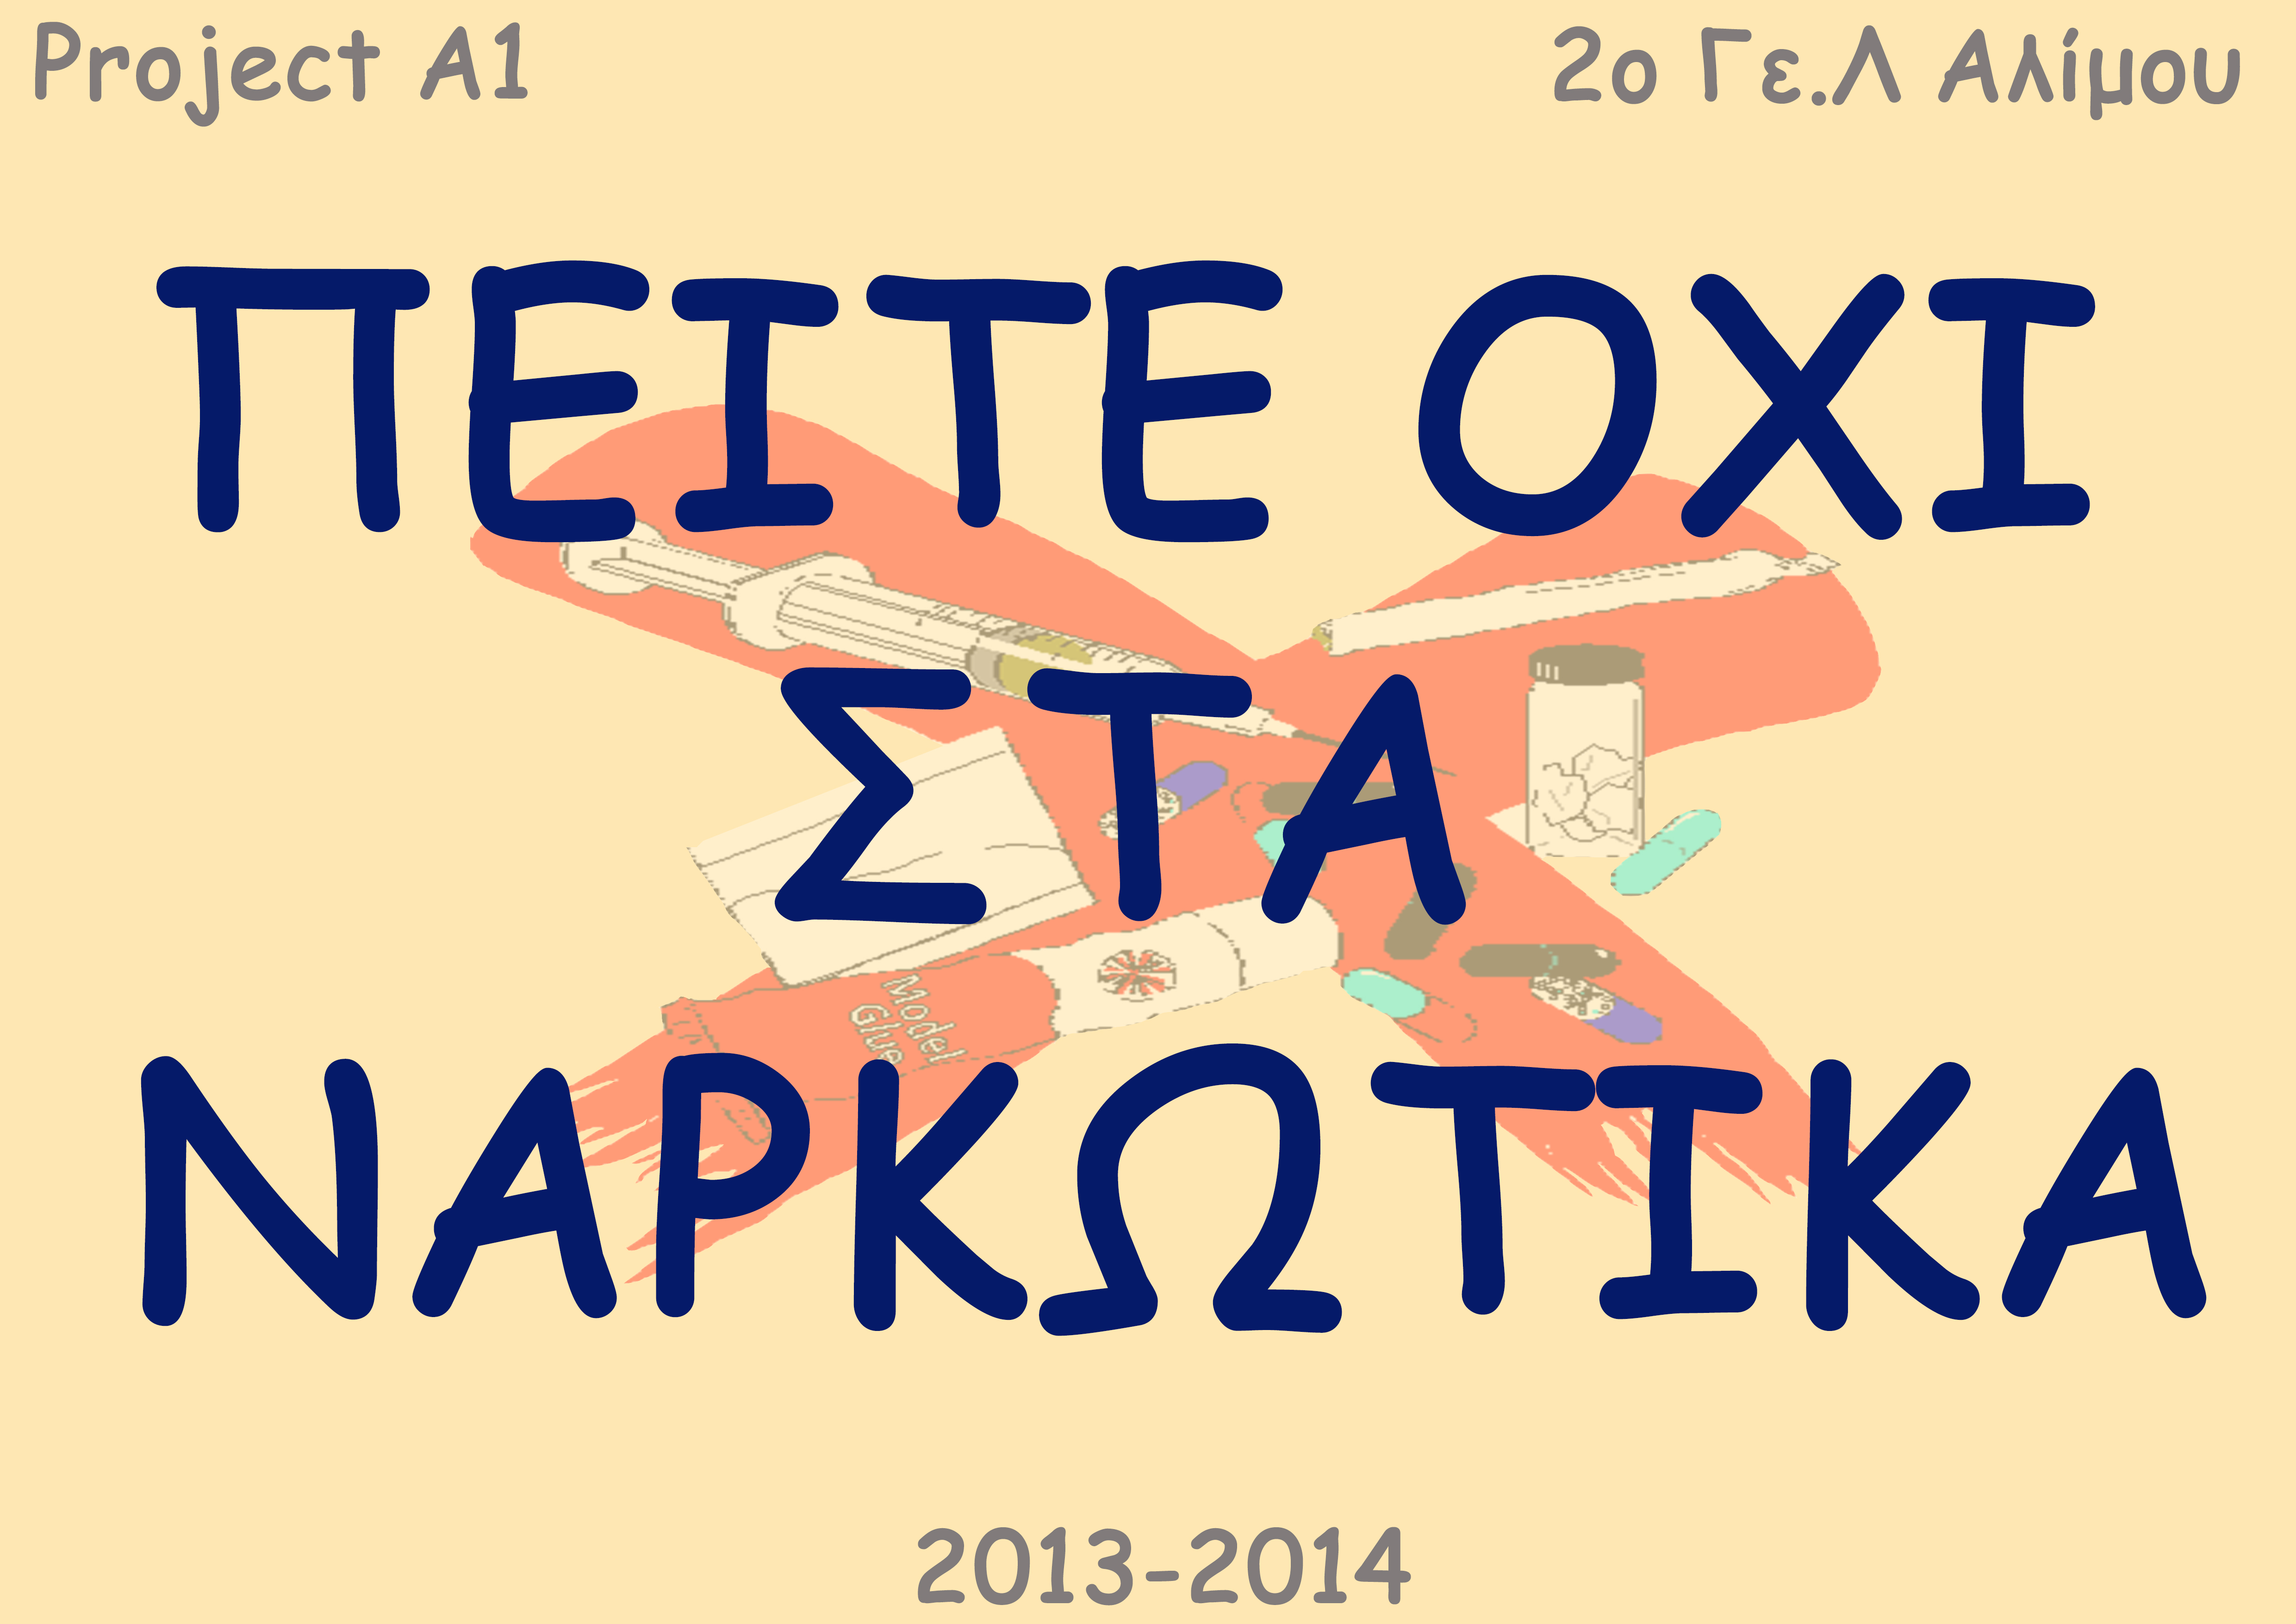 Project A1
2ο Γε.Λ Αλίμου
ΠΕΙΤΕ ΟΧΙ
ΣΤΑ
Model
Glue
ΝΑΡΚΩΤΙΚΑ
2013-2014